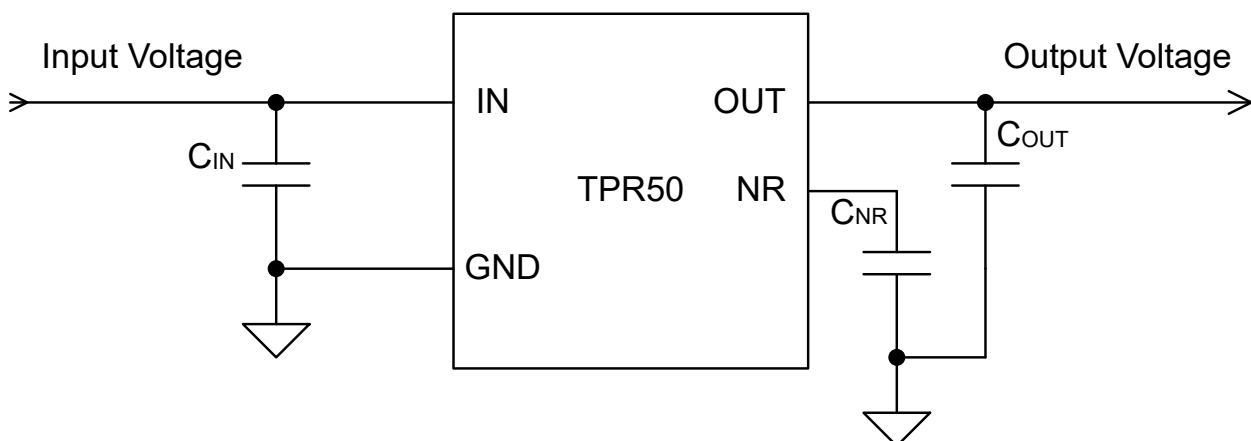 Input Voltage
Output Voltage
IN
OUT
COUT
CIN
TPR50
NR
CNR
GND